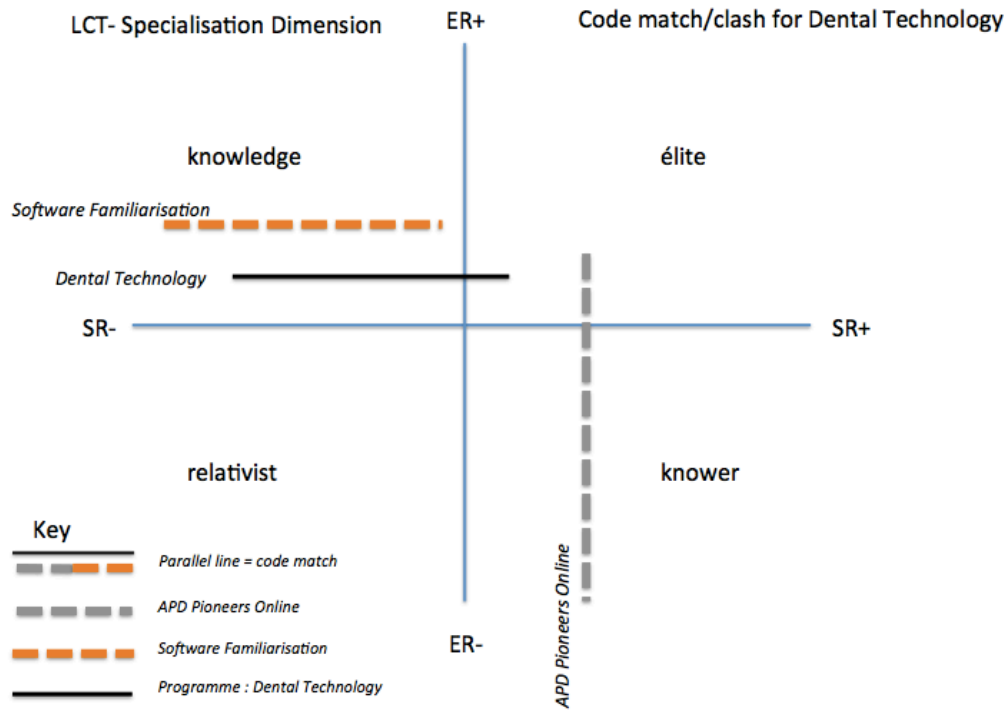 LCT- Specialisation Dimension
ER+
Code match/clash for Dental Technology
knowledge
élite
Software Familiarisation
Dental Technology
SR-
SR+
relativist
knower
Key
Parallel line = code match
APD Pioneers Online
Software Familiarisation
Programme : Dental Technology
ER-
APD Pioneers Online